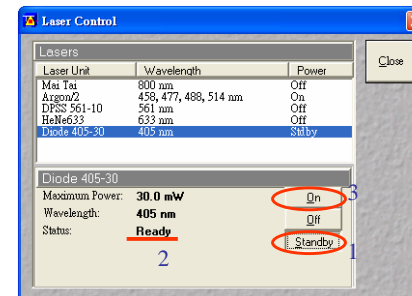 Laser Control
Close
Lasers
Laser Unit Wavelength Power
Mai Tai 800 nm Off
Argon/2 458, 477, 488, 514 nm On
DPSS 561-10 561 nm Off
HeNe633 633 nm Off
Diode 405-30 405 nm Stdby
Diode 405-30
Maximum Power: 30.0 mW On 3
Wavelength: 405 nm Off
Status: Ready Standby 1
2